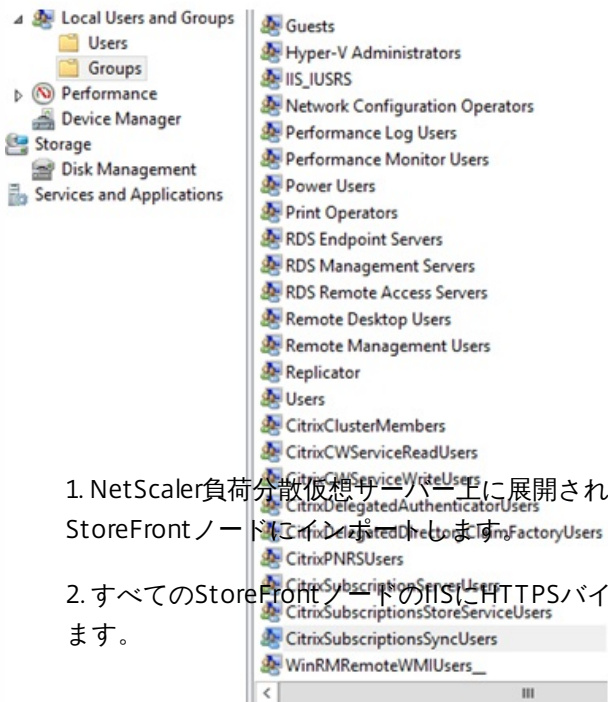 Local Users and Groups
Users
Groups
Performance
Device Manager
Storage
Disk Management
Services and Applications
Guests
Hyper-V Administrators
IIS_IUSRS
Network Configuration Operators
Performance Log Users
Performance Monitor Users
Power Users
Print Operators
RDS Endpoint Servers
RDS Management Servers
RDS Remote Access Servers
Remote Desktop Users
Remote Management Users
Replicator
Users
CitrixClusterMembers
CitrixCWServiceReadUsers
CitrixCWServiceWriteUsers
CitrixDelegatedAuthenticatorUsers
CitrixDelegatedDirectoryClaimFactoryUsers
CitrixPNRSUsers
CitrixSubscriptionServerUsers
CitrixSubscriptionsStoreServiceUsers
CitrixSubscriptionsSyncUsers
WinRMRemoteWMIUsers__
1. NetScaler負荷分散仮想サーバー上に展開され
StoreFrontノードにインポートします。
2. すべてのStoreFrontノードのIISにHTTPSバイ
ます。